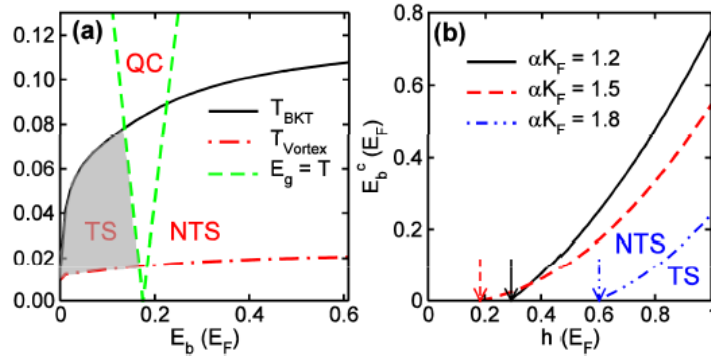 (a)
QC
T_BKT
T_Vortex
E_g = T
TS
NTS
0.13
0.10
0.08
0.06
0.04
0.02
0.00
0
0.2
0.4
0.6
E_b (E_F)
(b)
αK_F = 1.2
αK_F = 1.5
αK_F = 1.8
NTS
TS
E_b^c (E_F)
0.8
0.6
0.4
0.2
0
0
0.2
0.4
0.6
0.8
1
h (E_F)